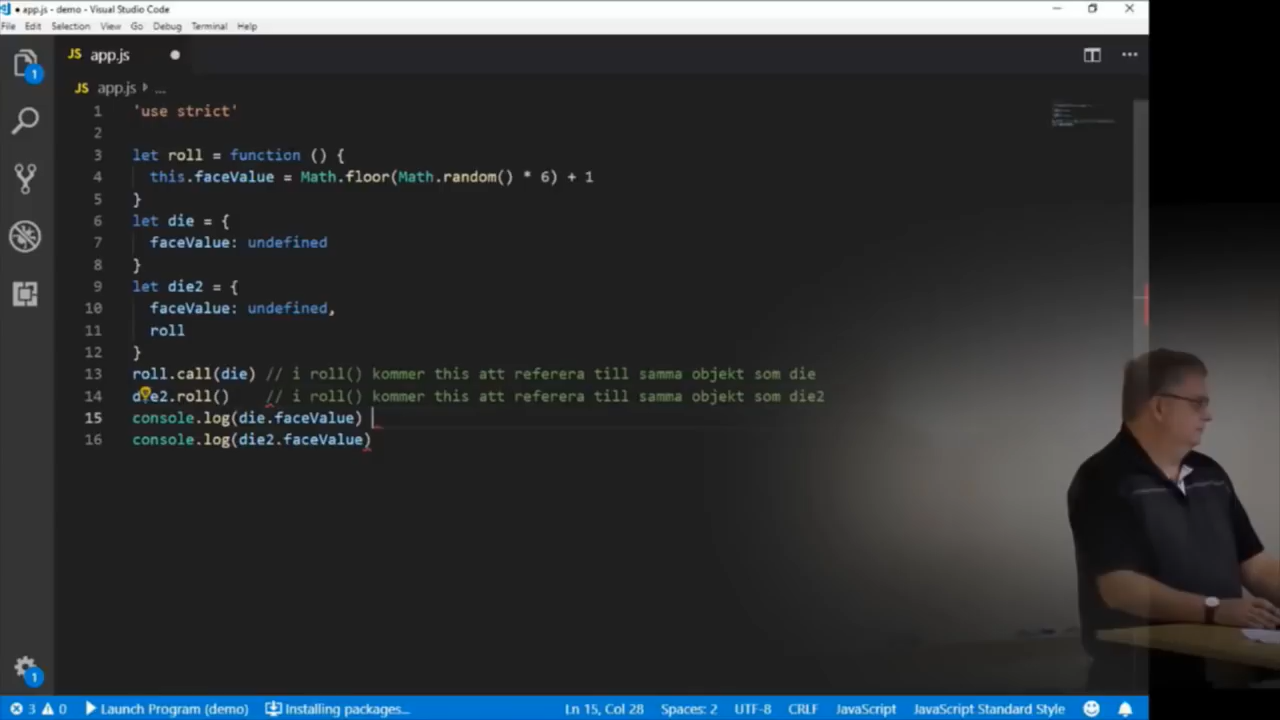 app.js - demo - Visual Studio Code
File Edit Selection View Go Debug Terminal Help
1
JS app.js
JS app.js ...
1 'use strict'
2
3 let roll = function () {
4 this.faceValue = Math.floor(Math.random() * 6) + 1
5 }
6 let die = {
7 faceValue: undefined
8 }
9 let die2 = {
10 faceValue: undefined,
11 roll
12 }
13 roll.call(die) // i roll() kommer this att referera till samma objekt som die
14 die2.roll() // i roll() kommer this att referera till samma objekt som die2
15 console.log(die.faceValue)
16 console.log(die2.faceValue)
1
3 0 Launch Program (demo) Installing packages... Ln 15, Col 28 Spaces: 2 UTF-8 CRLF JavaScript JavaScript Standard Style